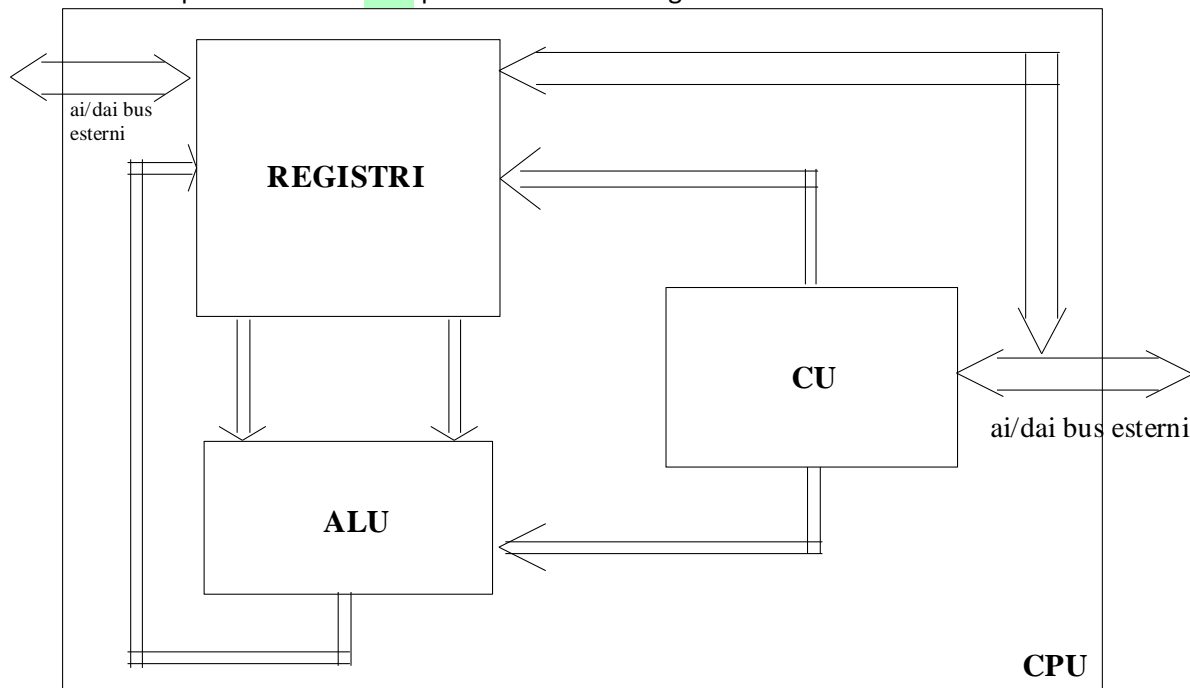 ai/dai bus
esterni
REGISTRI
CU
ai/dai bus esterni
ALU
CPU